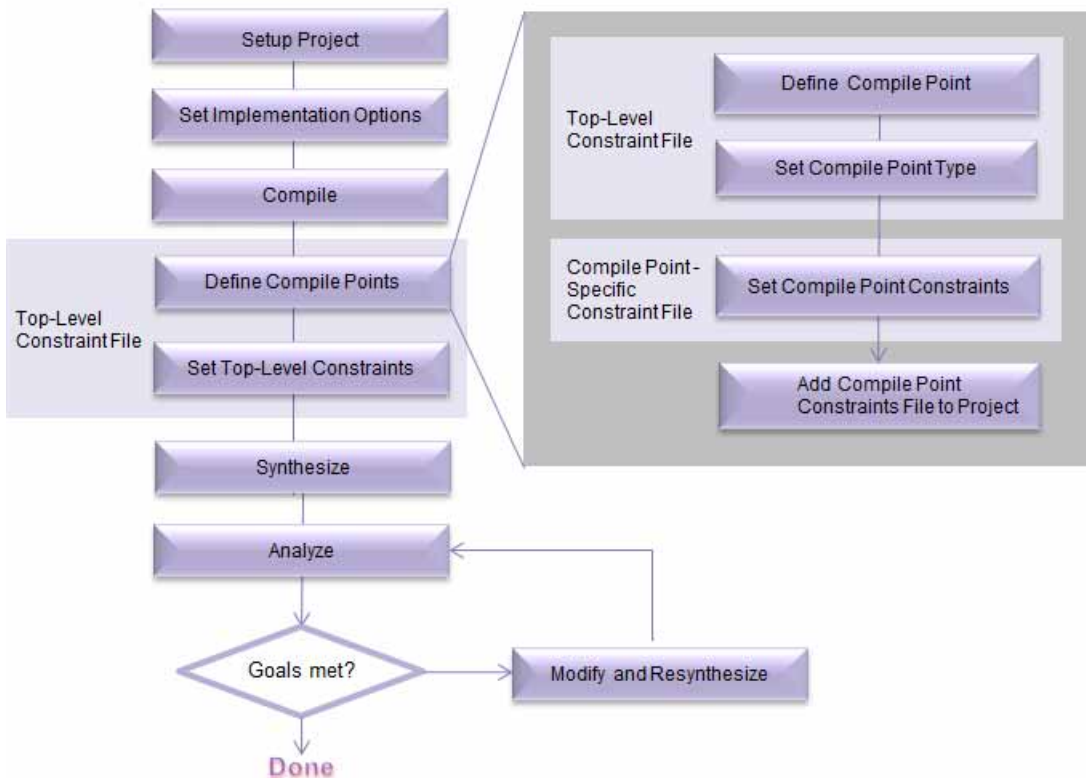 Setup Project
Set Implementation Options
Compile
Top-Level
Constraint File
Define Compile Points
Set Top-Level Constraints
Synthesize
Analyze
Goals met?
Modify and Resynthesize
Done
Top-Level
Constraint File
Define Compile Point
Set Compile Point Type
Compile Point -
Specific
Constraint File
Set Compile Point Constraints
Add Compile Point
Constraints File to Project